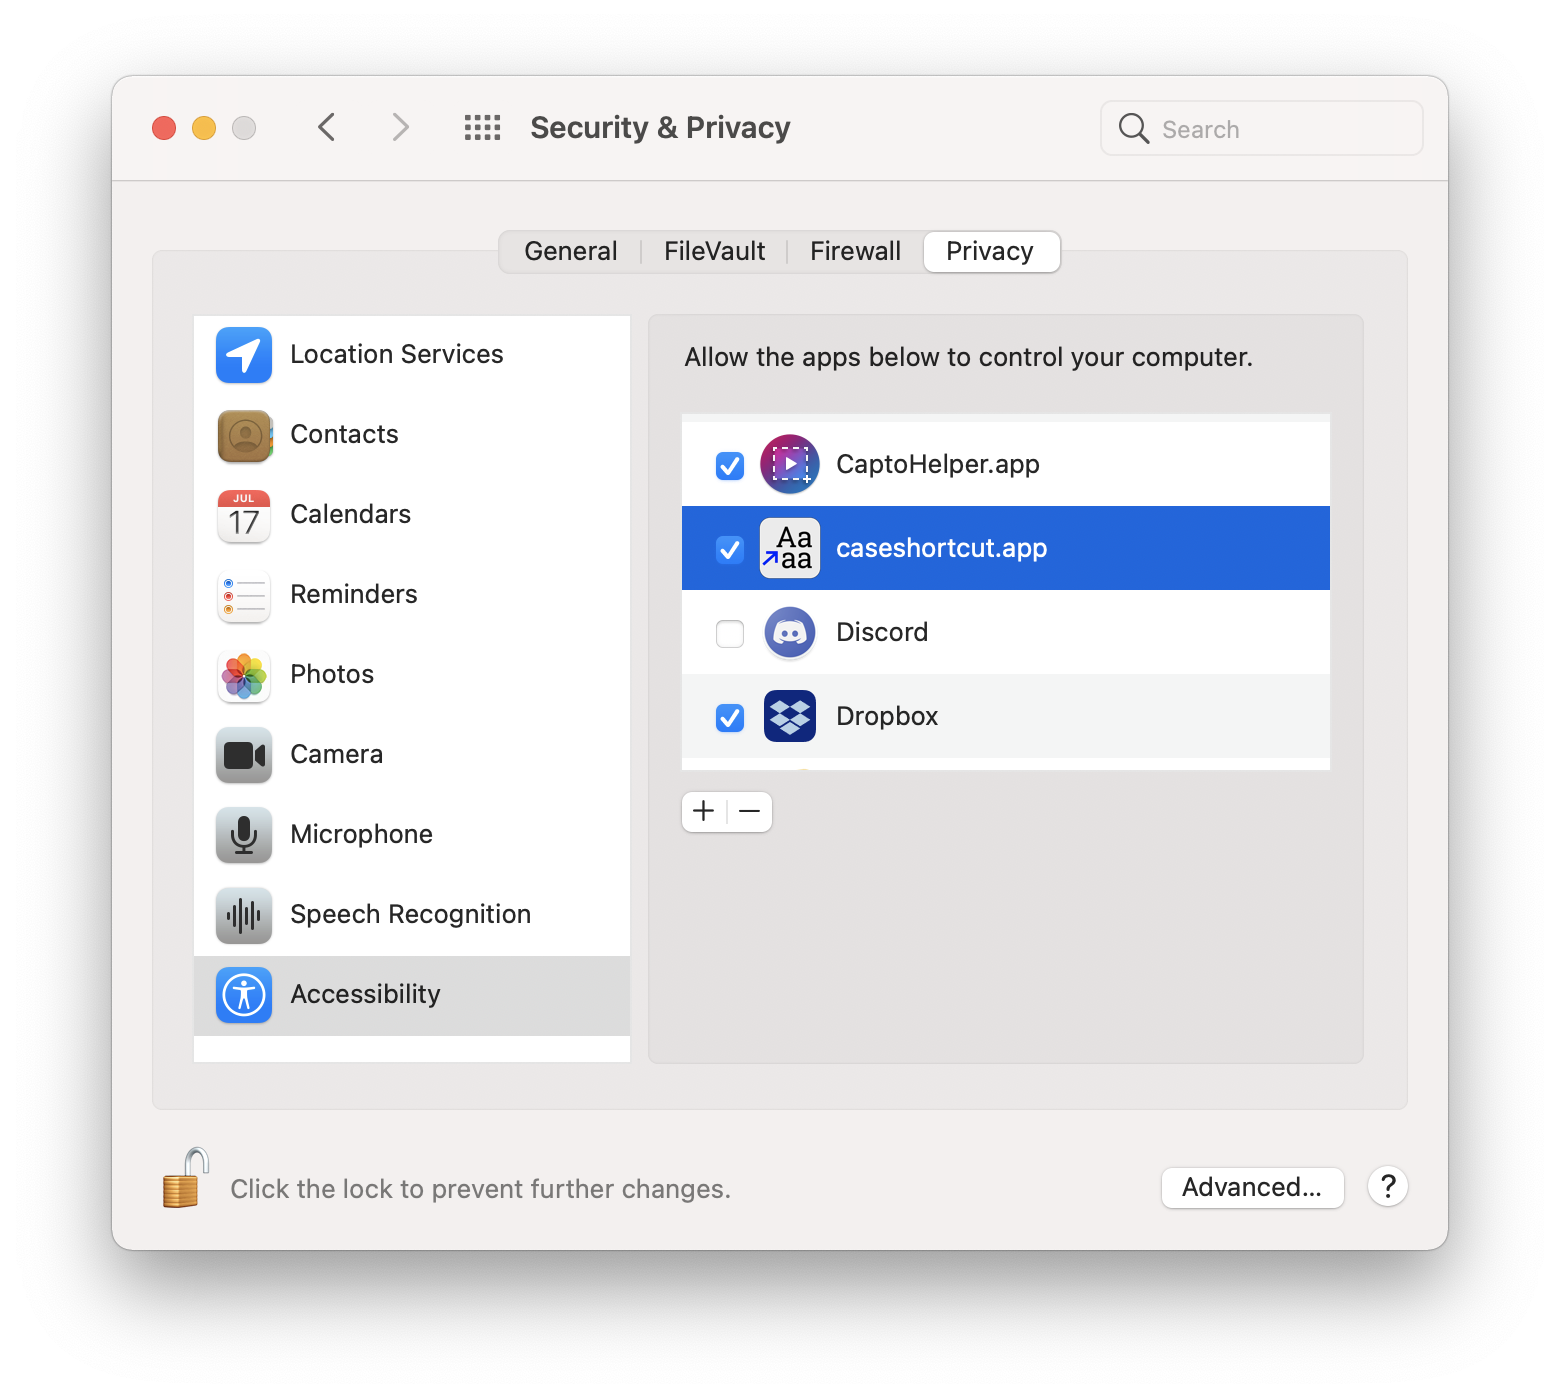 Security & Privacy
Search
General
FileVault
Firewall
Privacy
Location Services
Contacts
JUL
17
Calendars
Reminders
Photos
Camera
Microphone
Speech Recognition
Accessibility
Allow the apps below to control your computer.
CaptoHelper.app
Aa
aa
caseshortcut.app
Discord
Dropbox
Click the lock to prevent further changes.
Advanced...
?